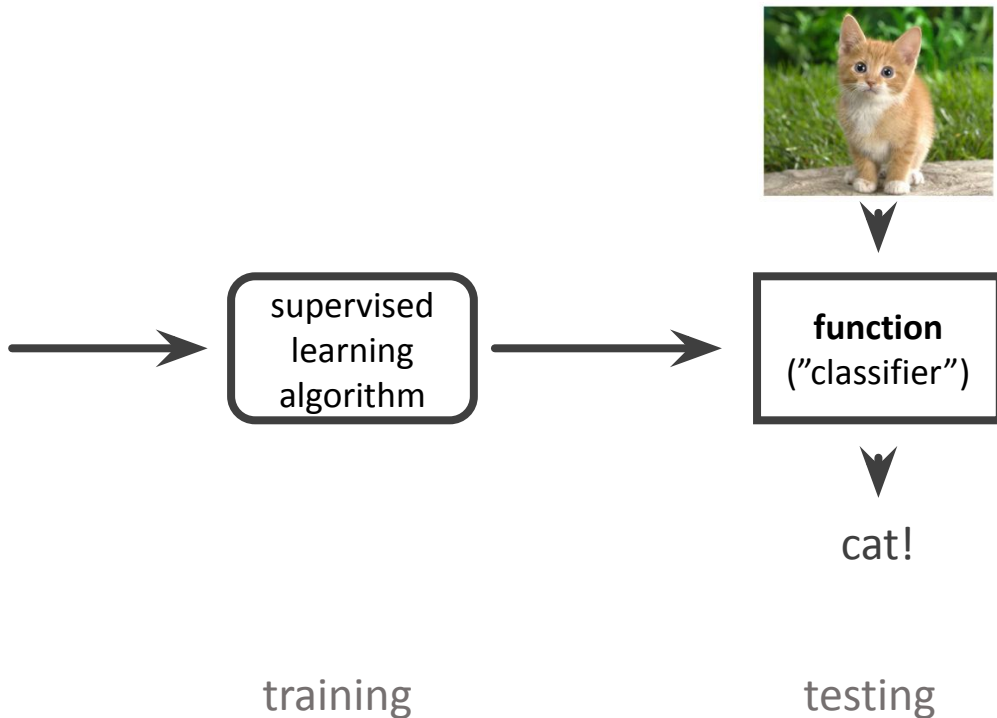 supervised
learning
algorithm
function
(”classifier”)
cat!
training
testing